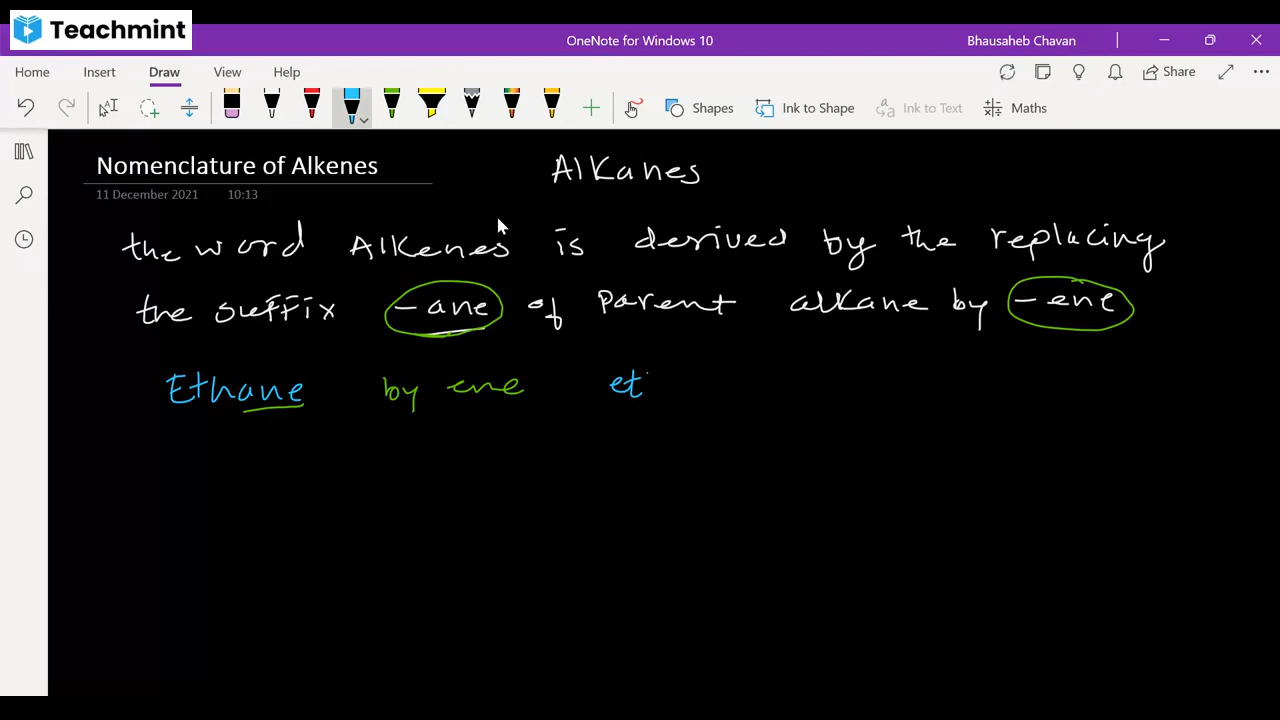 Teachmint
OneNote for Windows 10
Bhausaheb Chavan
Home Insert Draw View Help
Share
Shapes
Ink to Shape
Ink to Text
Maths
Nomenclature of Alkenes
11 December 2021 10:13
Alkanes
the word Alkenes is derived by the replacing
the suffix -ane of parent alkane by -ene
Ethane by ene et